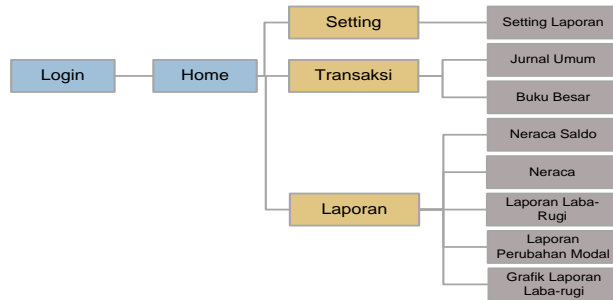 Login
Home
Setting
Setting Laporan
Transaksi
Jurnal Umum
Buku Besar
Laporan
Neraca Saldo
Neraca
Laporan Laba-
Rugi
Laporan
Perubahan Modal
Grafik Laporan
Laba-rugi